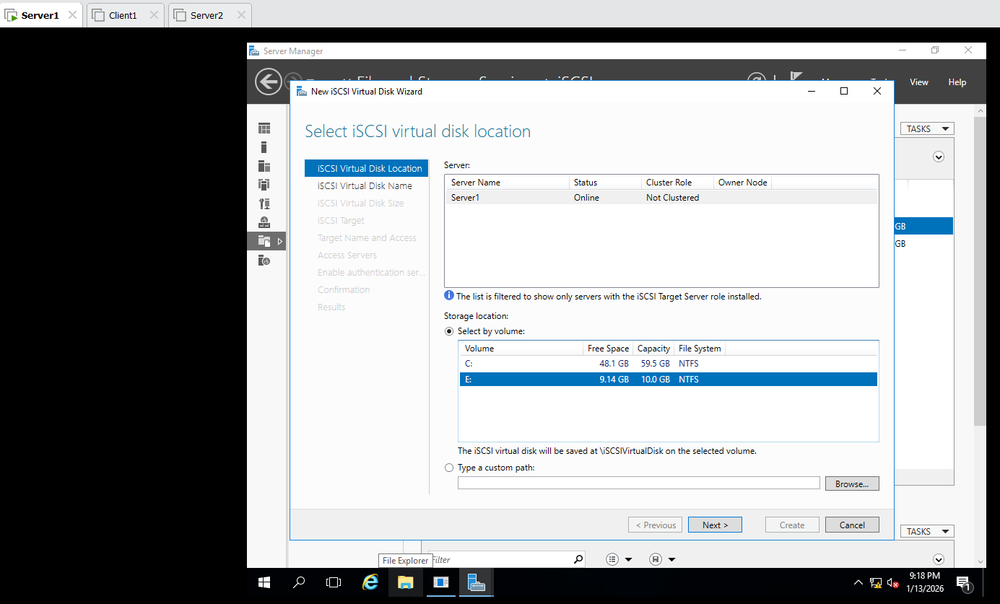 Server1 Client1 Server2
Server Manager
View Help
New iSCSI Virtual Disk Wizard
TASKS
Select iSCSI virtual disk location
iSCSI Virtual Disk Location
iSCSI Virtual Disk Name
iSCSI Virtual Disk Size
iSCSI Target
Target Name and Access
Access Servers
Enable authentication ser...
Confirmation
Results
Server:
Server Name Status Cluster Role Owner Node
Server1 Online Not Clustered
The list is filtered to show only servers with the iSCSI Target Server role installed.
Storage location:
Select by volume:
Volume Free Space Capacity File System
C: 48.1 GB 59.5 GB NTFS
E: 9.14 GB 10.0 GB NTFS
The iSCSI virtual disk will be saved at \iSCSIVirtualDisk on the selected volume.
Type a custom path:
Browse...
< Previous Next > Create Cancel
GB
GB
TASKS
File Explorer
Filter
9:18 PM
1/13/2026
1